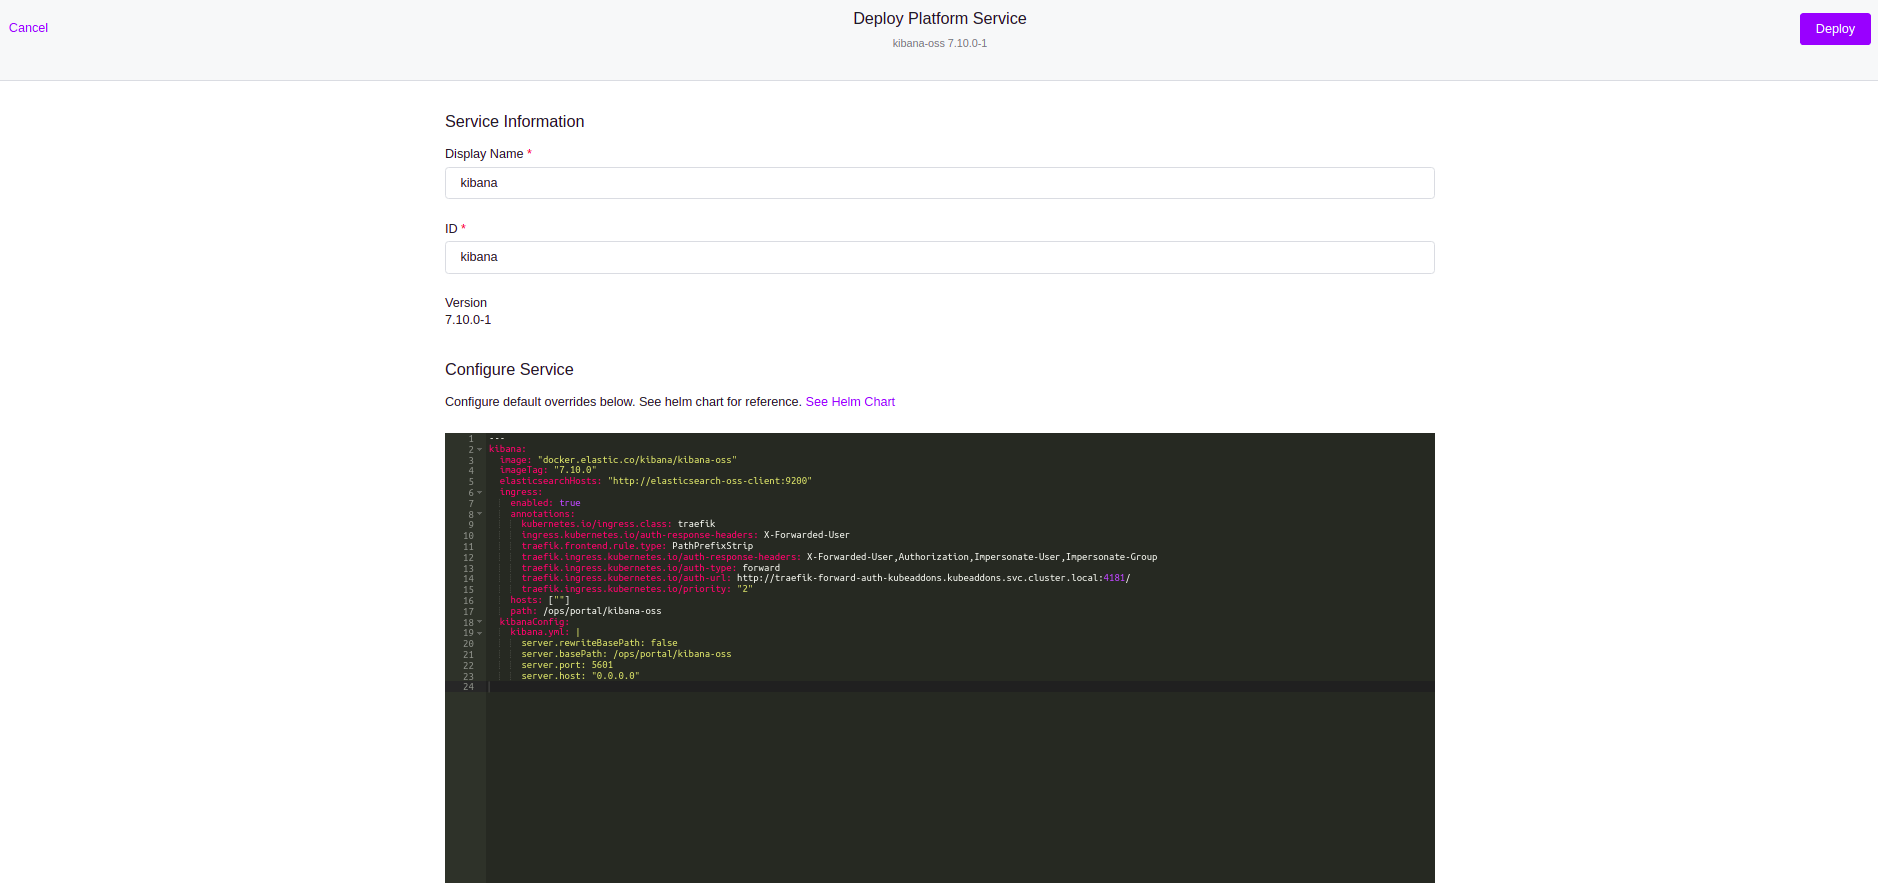 Cancel
Deploy Platform Service
kibana-oss 7.10.0-1
Deploy
Service Information
Display Name *
kibana
ID *
kibana
Version
7.10.0-1
Configure Service
Configure default overrides below. See helm chart for reference. See Helm Chart
1 ---
2 kibana:
3 image: "docker.elastic.co/kibana/kibana-oss"
4 imageTag: "7.10.0"
5 elasticsearchHosts: "http://elasticsearch-oss-client:9200"
6 ingress:
7 enabled: true
8 annotations:
9 kubernetes.io/ingress.class: traefik
10 ingress.kubernetes.io/auth-response-headers: X-Forwarded-User
11 traefik.frontend.rule.type: PathPrefixStrip
12 traefik.ingress.kubernetes.io/auth-response-headers: X-Forwarded-User,Authorization,Impersonate-User,Impersonate-Group
13 traefik.ingress.kubernetes.io/auth-type: forward
14 traefik.ingress.kubernetes.io/auth-url: http://traefik-forward-auth-kubeaddons.kubeaddons.svc.cluster.local:4181/
15 traefik.ingress.kubernetes.io/priority: "2"
16 hosts: [""]
17 path: /ops/portal/kibana-oss
18 kibanaConfig:
19 kibana.yml: |
20 server.rewriteBasePath: false
21 server.basePath: /ops/portal/kibana-oss
22 server.port: 5601
23 server.host: "0.0.0.0"
24